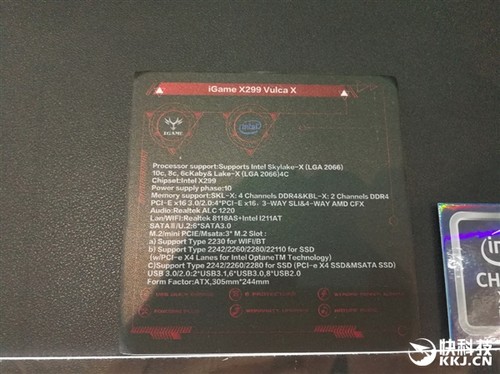 iGame X299 Vulca X
iGAME
intel
Processor support:Supports Intel Skylake-X (LGA 2066)
10c, 8c, 6cKaby& Lake-X (LGA 2066)4C
Chipset:Intel X299
Power supply phase:10
Memory support:SKL-X: 4 Channels DDR4&KBL-X: 2 Channels DDR4
PCI-E x16 3.0/2.0:4*PCI-E x16、3-WAY SLI&4-WAY AMD CFX
Audio:Realtek ALC 1220
Lan/WIFI:Realtek 8118AS+Intel I211AT
SATAⅡ/U.2:6*SATA3.0
M.2/mini PCIE/Msata:3* M.2 Slot :
a) Support Type 2230 for WIFI/BT
b) Support Type 2242/2260/2280/22110 for SSD
(w/PCI-e X4 Lanes for Intel OptaneTM Technology)
C)Support Type 2242/2260/2280 for SSD (PCI-e X4 SSD&MSATA SSD)
USB 3.0/2.0:2*USB3.1,6*USB3.0,8*USB2.0
Form Factor:ATX,305mm*244mm
快科技
KKJ.CN